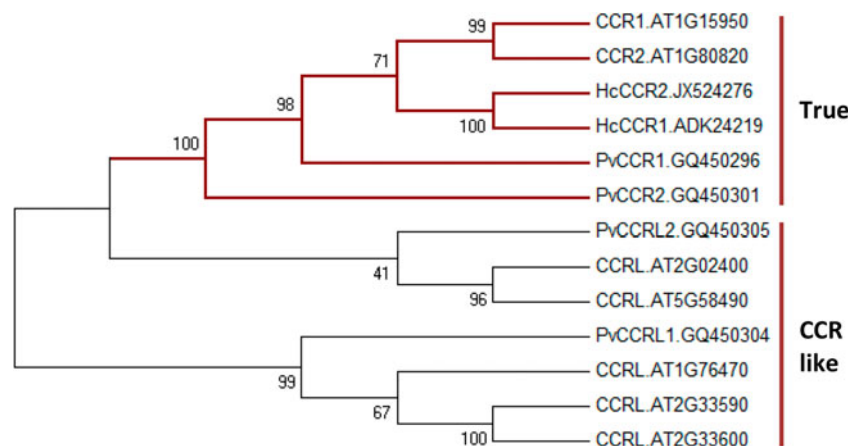 CCR1.AT1G15950
99
CCR2.AT1G80820
71
HcCCR2.JX524276
98
True
100
HcCCR1.ADK24219
100
PvCCR1.GQ450296
PvCCR2.GQ450301
PvCCRL2.GQ450305
41
CCRL.AT2G02400
96
CCRL.AT5G58490
PvCCRL1.GQ450304
CCR
like
99
CCRL.AT1G76470
67
CCRL.AT2G33590
100
CCRL.AT2G33600